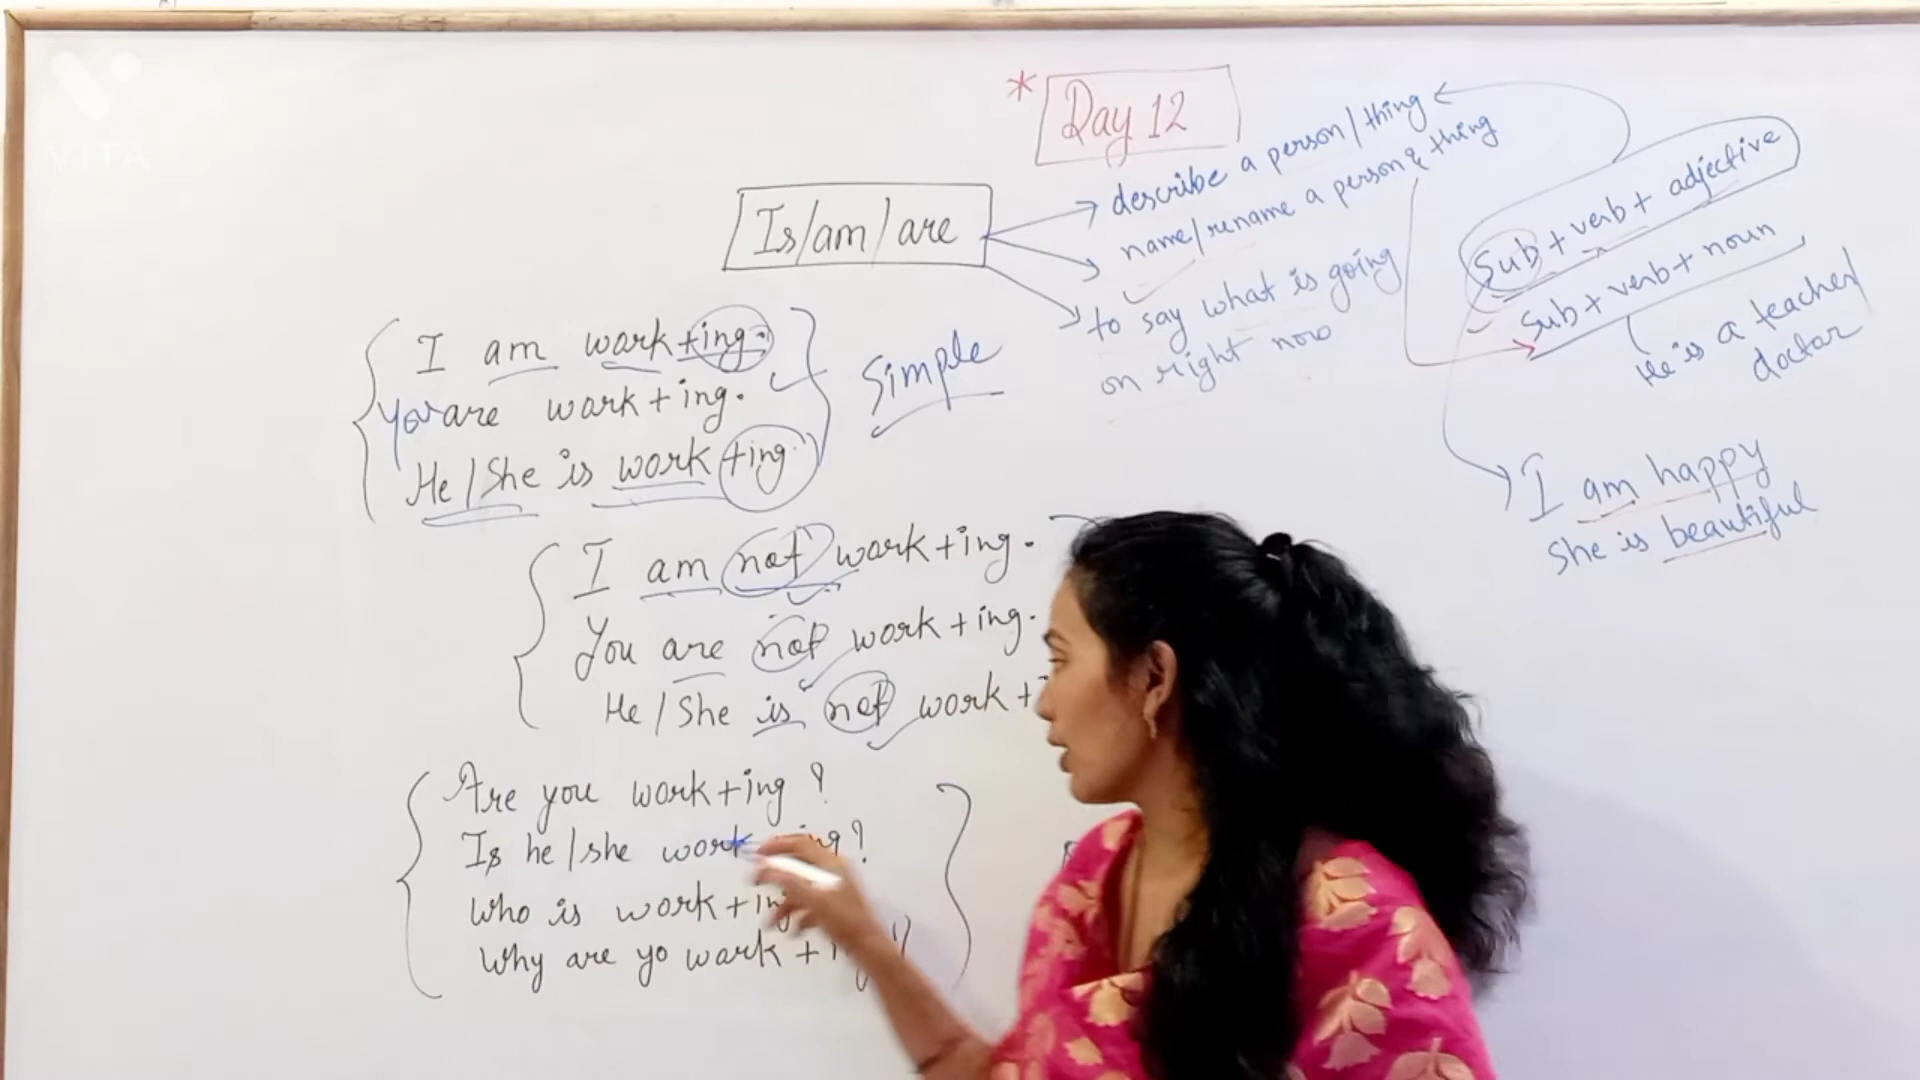 VITA
* Day 12
Is/am/are
describe a person/thing
name/rename a person & thing
to say what is going
on right now
Sub + verb + adjective
Sub + verb + noun
He is a teacher
doctor
I am happy
She is beautiful
I am work+ing.
You are work+ing.
He/She is work+ing.
Simple
I am not work+ing.
You are not work+ing.
He/She is not work+
Are you work+ing?
Is he/she work ing?
Who is work+ing
Why are yo work+